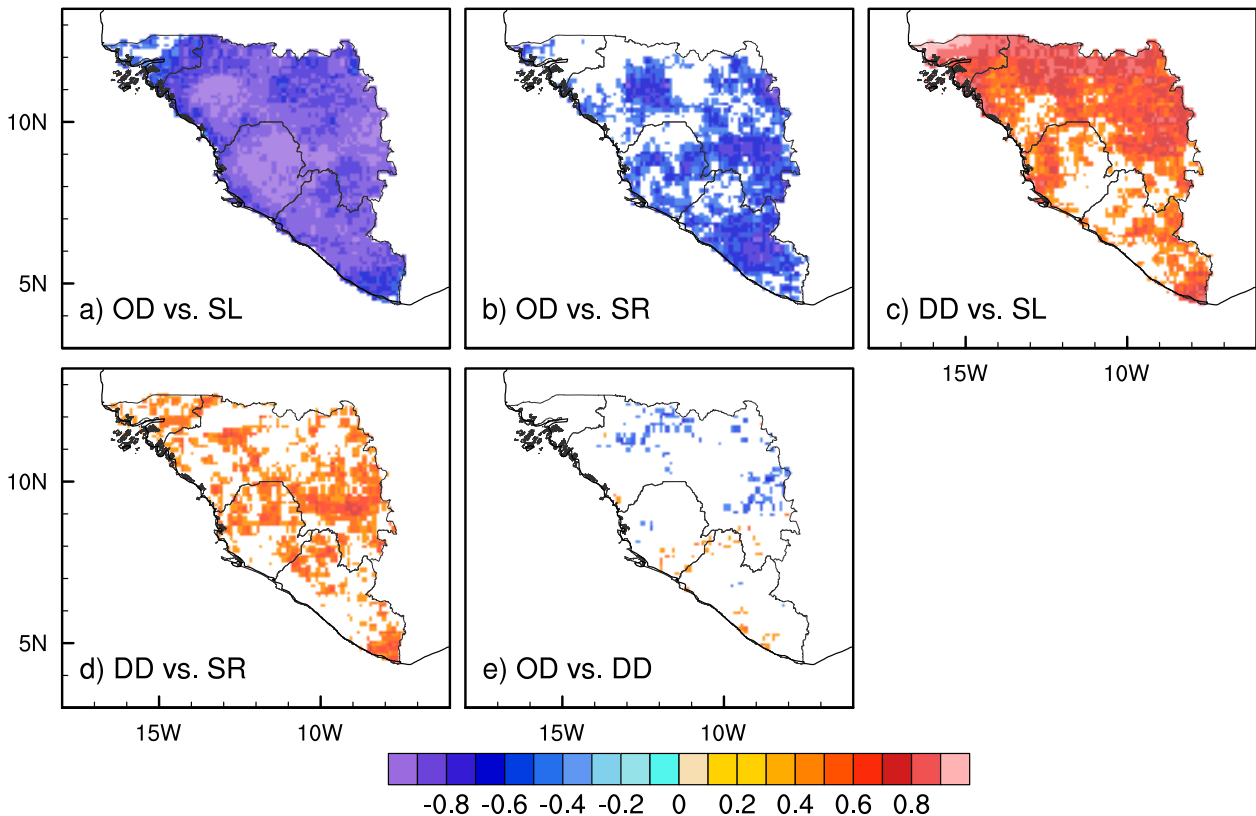 10N
5N
a) OD vs. SL
b) OD vs. SR
c) DD vs. SL
15W 10W
10N
5N
d) DD vs. SR
e) OD vs. DD
15W 10W 15W 10W
-0.8 -0.6 -0.4 -0.2 0 0.2 0.4 0.6 0.8